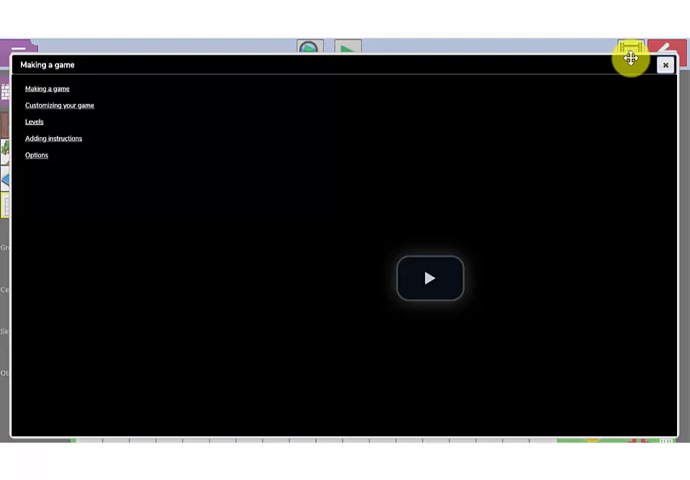 Making a game
Making a game
Customizing your game
Levels
Adding instructions
Options